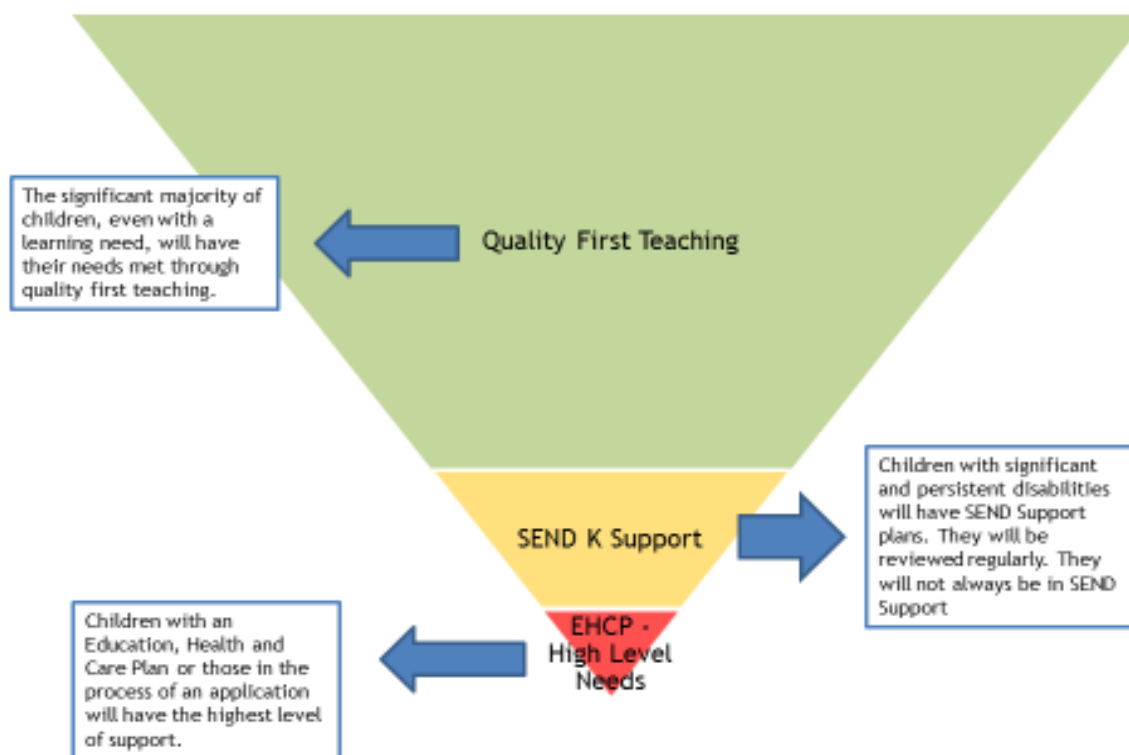 The significant majority of
children, even with a
learning need, will have
their needs met through
quality first teaching.
Quality First Teaching
Children with significant
and persistent disabilities
will have SEND Support
plans. They will be
reviewed regularly. They
will not always be in SEND
Support
SEND K Support
Children with an
Education, Health and
Care Plan or those in the
process of an application
will have the highest level
of support.
EHCP -
High Level
Needs